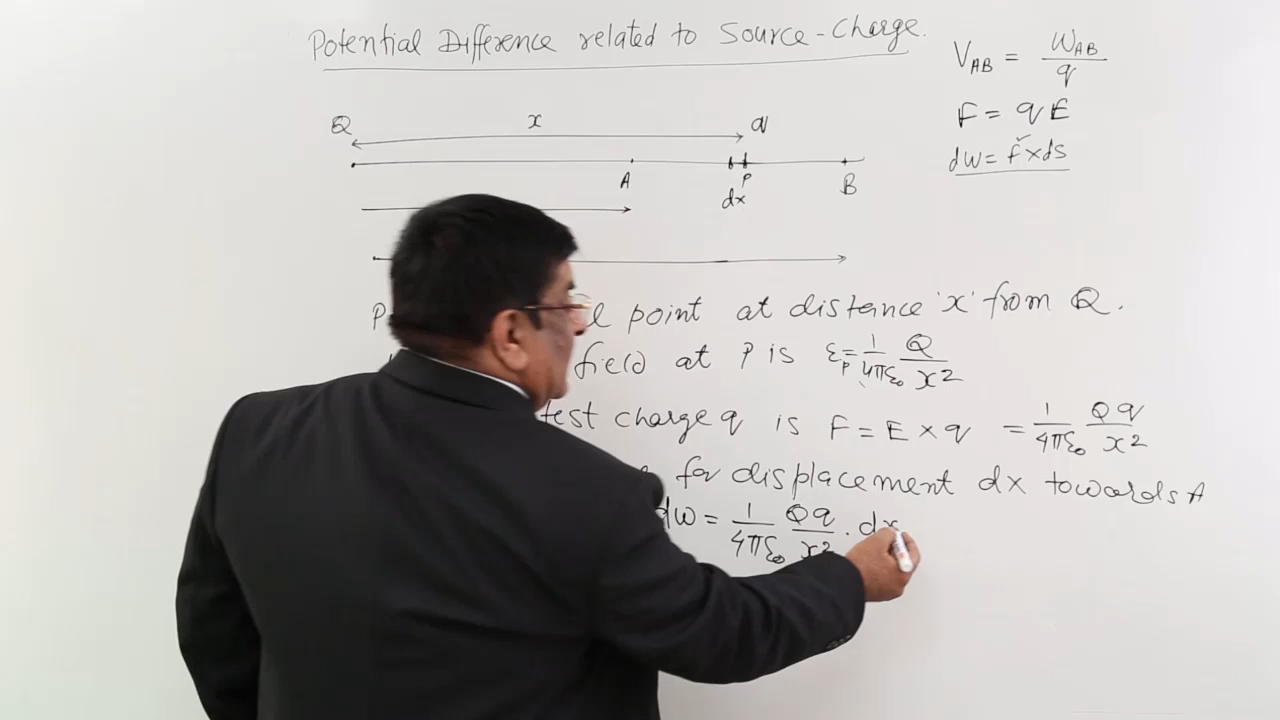 Potential Difference related to Source-Charge.
V_AB = W_AB / q
F = qE
dw = F × ds
Q x q
A P B
dx
P point at distance 'x' from Q.
field at P is E_P = 1/4πε₀ Q/x²
test charge q is F = E × q = 1/4πε₀ Qq/x²
for displacement dx towards A
dw = 1/4πε₀ Qq/x² . dx